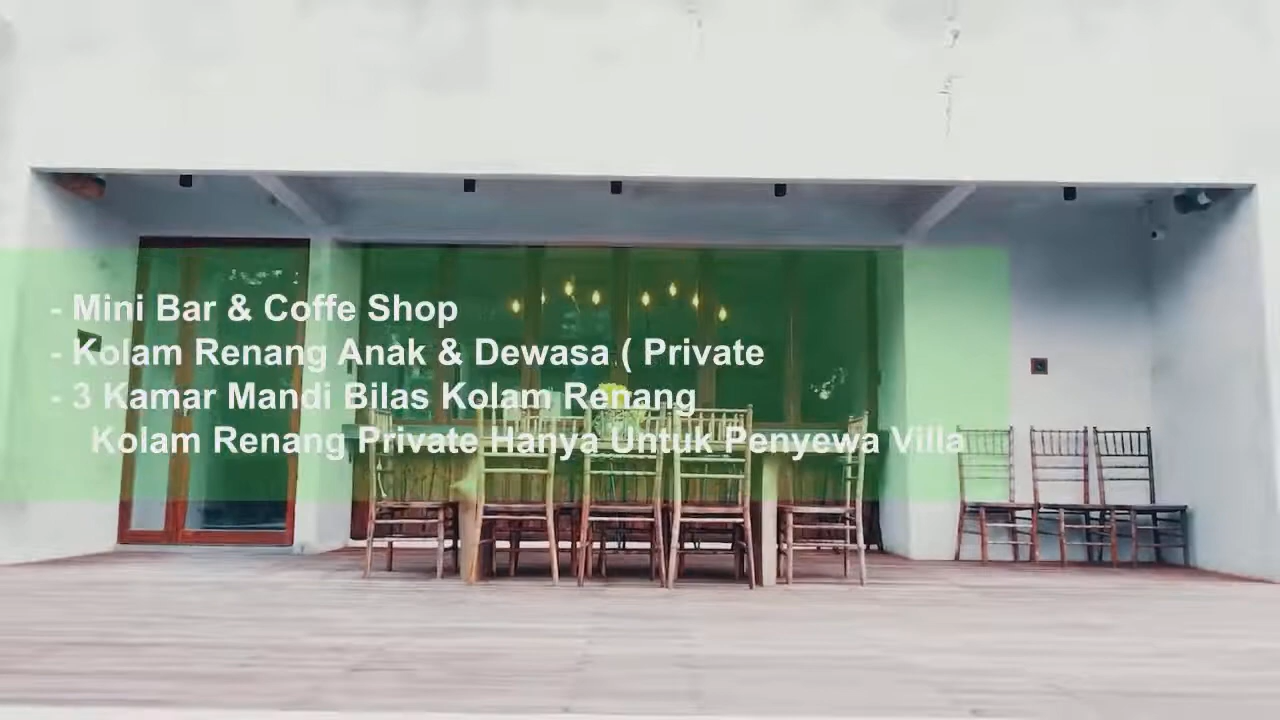 - Mini Bar & Coffe Shop
- Kolam Renang Anak & Dewasa ( Private
- 3 Kamar Mandi Bilas Kolam Renang
Kolam Renang Private Hanya Untuk Penyewa Villa